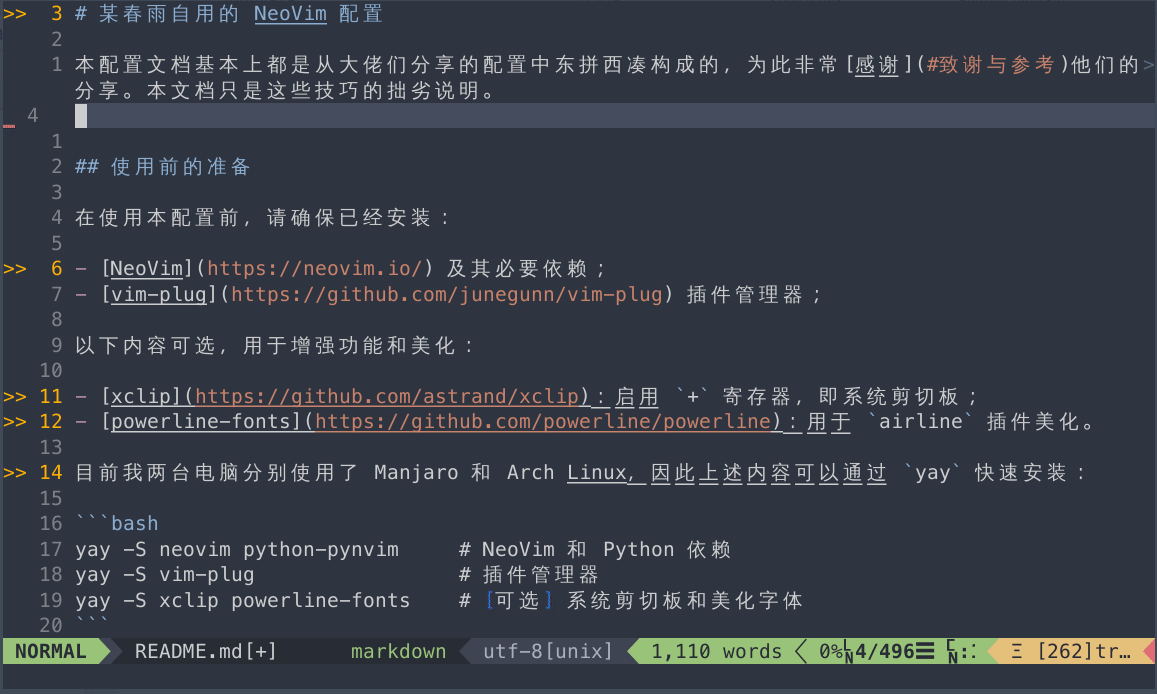 >> 3 # 某春雨自用的 NeoVim 配置
2
1 本配置文档基本上都是从大佬们分享的配置中东拼西凑构成的, 为此非常[感谢](#致谢与参考)他们的>
分享。本文档只是这些技巧的拙劣说明。
4
1
2 ## 使用前的准备
3
4 在使用本配置前, 请确保已经安装:
5
>> 6 - [NeoVim](https://neovim.io/) 及其必要依赖;
7 - [vim-plug](https://github.com/junegunn/vim-plug) 插件管理器;
8
9 以下内容可选, 用于增强功能和美化:
10
>> 11 - [xclip](https://github.com/astrand/xclip): 启用 `+` 寄存器, 即系统剪切板;
>> 12 - [powerline-fonts](https://github.com/powerline/powerline): 用于 `airline` 插件美化。
13
>> 14 目前我两台电脑分别使用了 Manjaro 和 Arch Linux, 因此上述内容可以通过 `yay` 快速安装:
15
16 ```bash
17 yay -S neovim python-pynvim # NeoVim 和 Python 依赖
18 yay -S vim-plug # 插件管理器
19 yay -S xclip powerline-fonts # [可选] 系统剪切板和美化字体
20 ```
NORMAL README.md[+] markdown utf-8[unix] 1,110 words 0% LN 4/496☰ Ξ [262]tr…